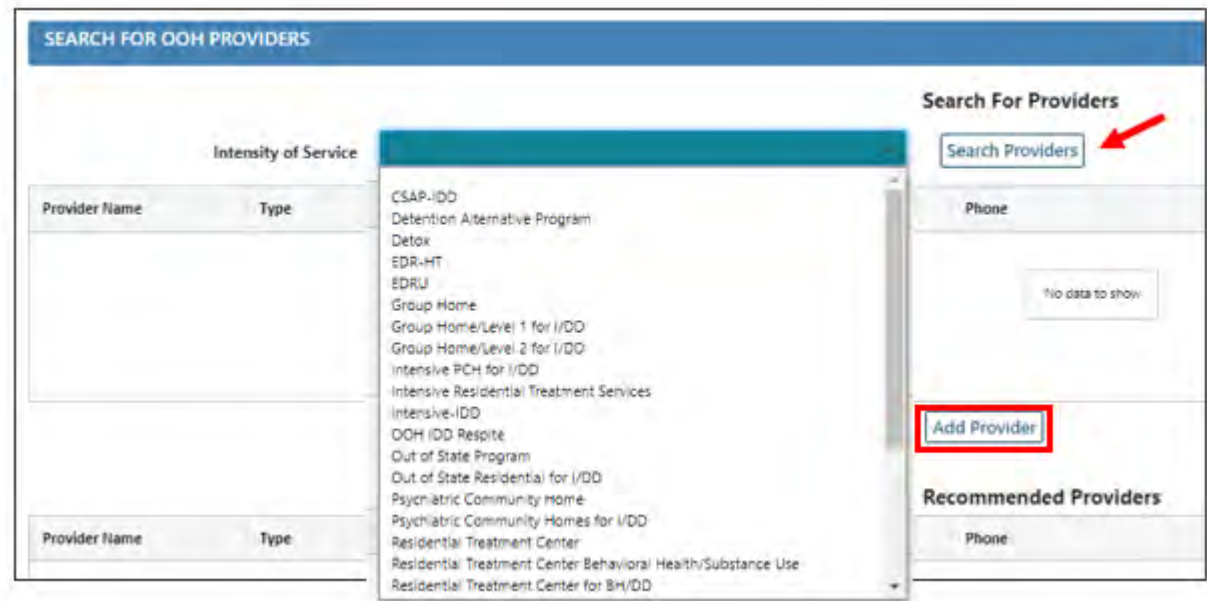 SEARCH FOR OOH PROVIDERS
Search For Providers
Intensity of Service
Search Providers
Provider Name Type Phone
CSAP-IDD
Detention Alternative Program
Detox
EDR-HT
EDRU
Group Home
Group Home/Level 1 for I/DD
Group Home/Level 2 for I/DD
Intensive PCH for I/DD
Intensive Residential Treatment Services
Intensive-IDD
OOH IDD Respite
Out of State Program
Out of State Residential for I/DD
Psychiatric Community Home
Psychiatric Community Homes for I/DD
Residential Treatment Center
Residential Treatment Center Behavioral Health/Substance Use
Residential Treatment Center for BH/DD
No data to show
Add Provider
Recommended Providers
Provider Name Type Phone